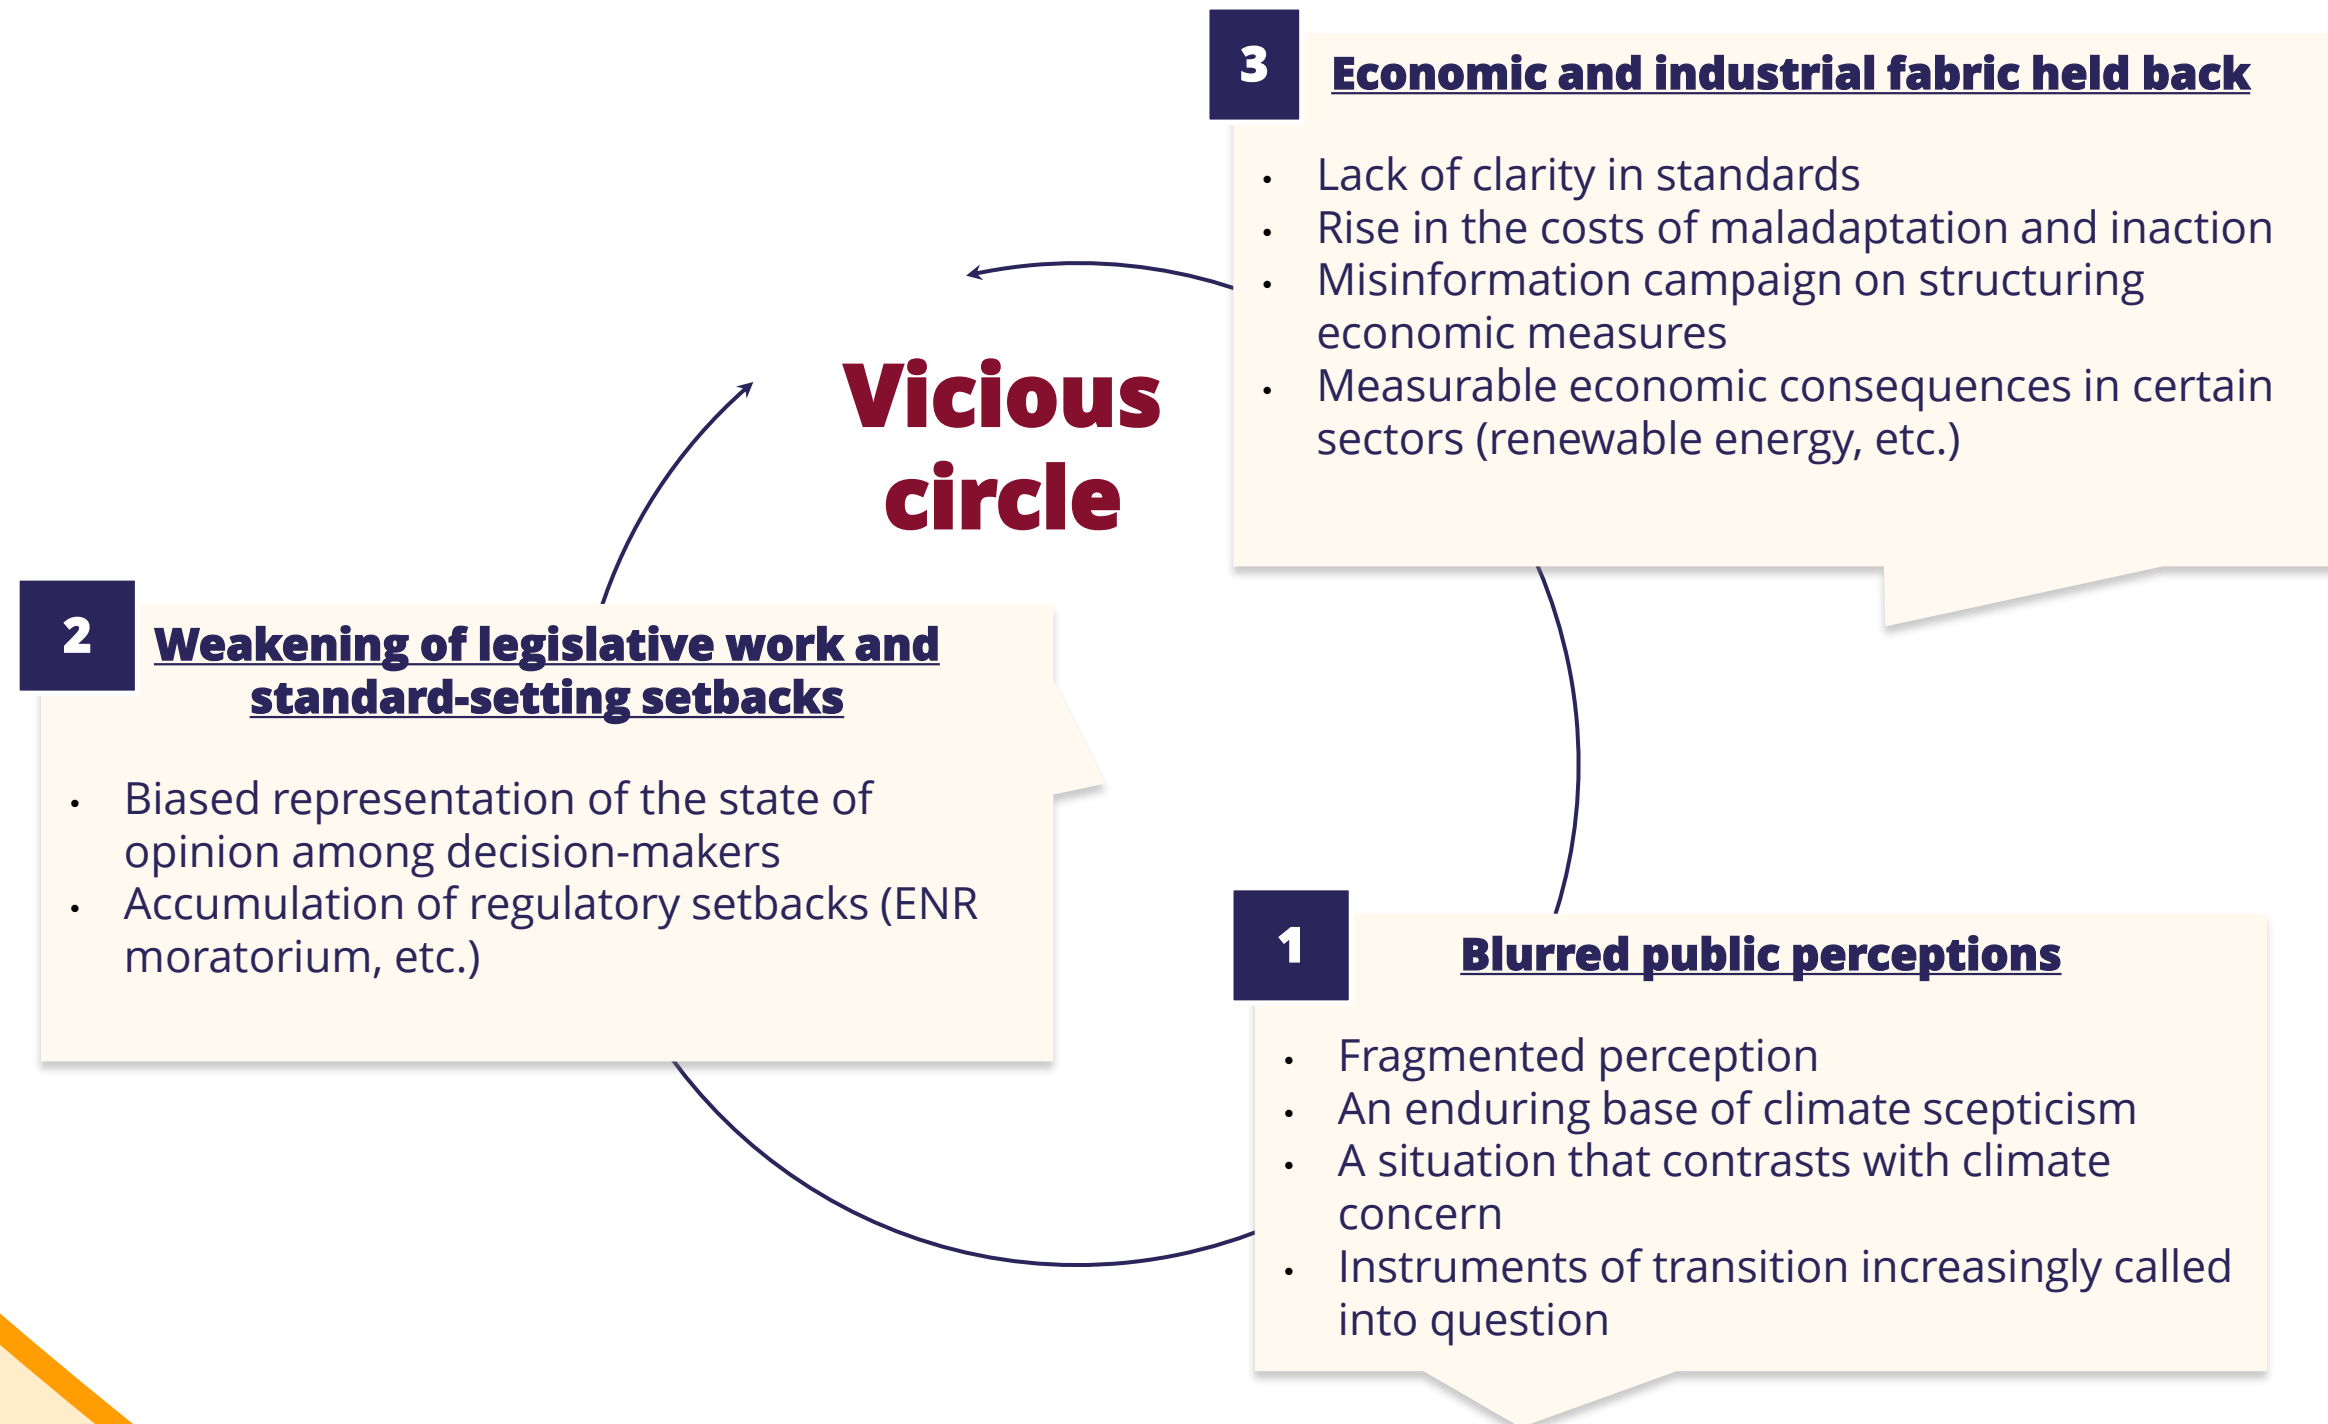 3
Economic and industrial fabric held back
• Lack of clarity in standards
• Rise in the costs of maladaptation and inaction
• Misinformation campaign on structuring
economic measures
• Measurable economic consequences in certain
sectors (renewable energy, etc.)
Vicious
circle
2
Weakening of legislative work and
standard-setting setbacks
• Biased representation of the state of
opinion among decision-makers
• Accumulation of regulatory setbacks (ENR
moratorium, etc.)
1
Blurred public perceptions
• Fragmented perception
• An enduring base of climate scepticism
• A situation that contrasts with climate
concern
• Instruments of transition increasingly called
into question